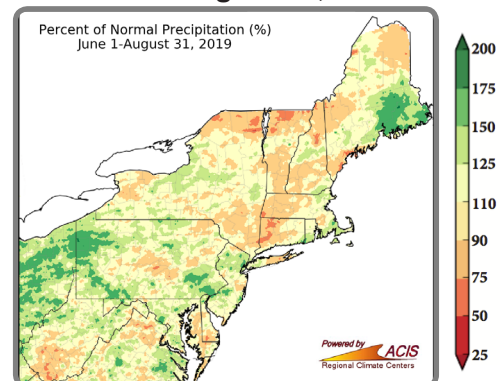 Percent of Normal Precipitation (%)
June 1-August 31, 2019
200
175
150
125
110
90
75
50
25
Powered by
ACIS
Regional Climate Centers